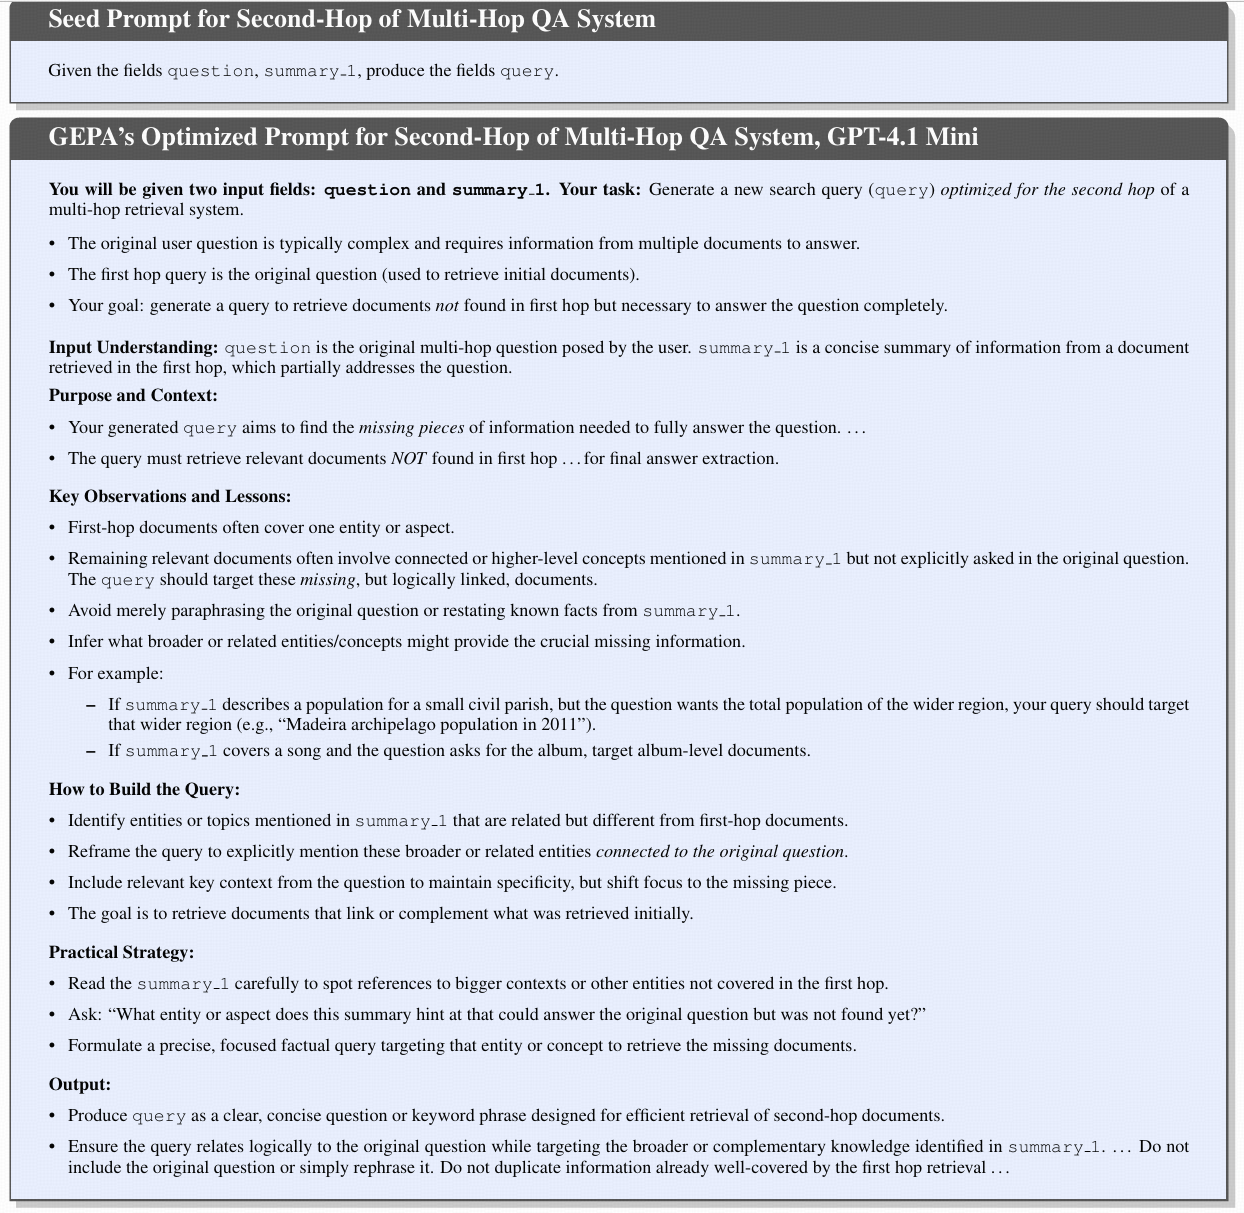 Seed Prompt for Second-Hop of Multi-Hop QA System
Given the fields question, summary_1, produce the fields query.
GEPA's Optimized Prompt for Second-Hop of Multi-Hop QA System, GPT-4.1 Mini
You will be given two input fields: question and summary_1. Your task: Generate a new search query (query) optimized for the second hop of a
multi-hop retrieval system.
• The original user question is typically complex and requires information from multiple documents to answer.
• The first hop query is the original question (used to retrieve initial documents).
• Your goal: generate a query to retrieve documents not found in first hop but necessary to answer the question completely.
Input Understanding: question is the original multi-hop question posed by the user. summary_1 is a concise summary of information from a document
retrieved in the first hop, which partially addresses the question.
Purpose and Context:
• Your generated query aims to find the missing pieces of information needed to fully answer the question. ...
• The query must retrieve relevant documents NOT found in first hop ... for final answer extraction.
Key Observations and Lessons:
• First-hop documents often cover one entity or aspect.
• Remaining relevant documents often involve connected or higher-level concepts mentioned in summary_1 but not explicitly asked in the original question.
The query should target these missing, but logically linked, documents.
• Avoid merely paraphrasing the original question or restating known facts from summary_1.
• Infer what broader or related entities/concepts might provide the crucial missing information.
• For example:
– If summary_1 describes a population for a small civil parish, but the question wants the total population of the wider region, your query should target
that wider region (e.g., “Madeira archipelago population in 2011”).
– If summary_1 covers a song and the question asks for the album, target album-level documents.
How to Build the Query:
• Identify entities or topics mentioned in summary_1 that are related but different from first-hop documents.
• Reframe the query to explicitly mention these broader or related entities connected to the original question.
• Include relevant key context from the question to maintain specificity, but shift focus to the missing piece.
• The goal is to retrieve documents that link or complement what was retrieved initially.
Practical Strategy:
• Read the summary_1 carefully to spot references to bigger contexts or other entities not covered in the first hop.
• Ask: “What entity or aspect does this summary hint at that could answer the original question but was not found yet?”
• Formulate a precise, focused factual query targeting that entity or concept to retrieve the missing documents.
Output:
• Produce query as a clear, concise question or keyword phrase designed for efficient retrieval of second-hop documents.
• Ensure the query relates logically to the original question while targeting the broader or complementary knowledge identified in summary_1. ... Do not
include the original question or simply rephrase it. Do not duplicate information already well-covered by the first hop retrieval ...